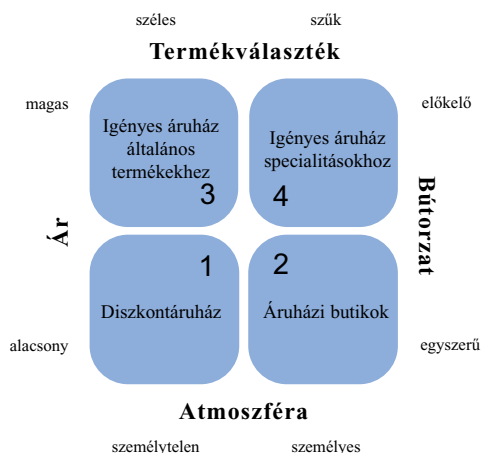 széles szűk
Termékválaszték
magas előkelő
Igényes áruház
általános
termékekhez
3
Igényes áruház
specialitásokhoz
4
Ár
Bútorzat
1
Diszkontáruház
2
Áruházi butikok
alacsony egyszerű
Atmoszféra
személytelen személyes